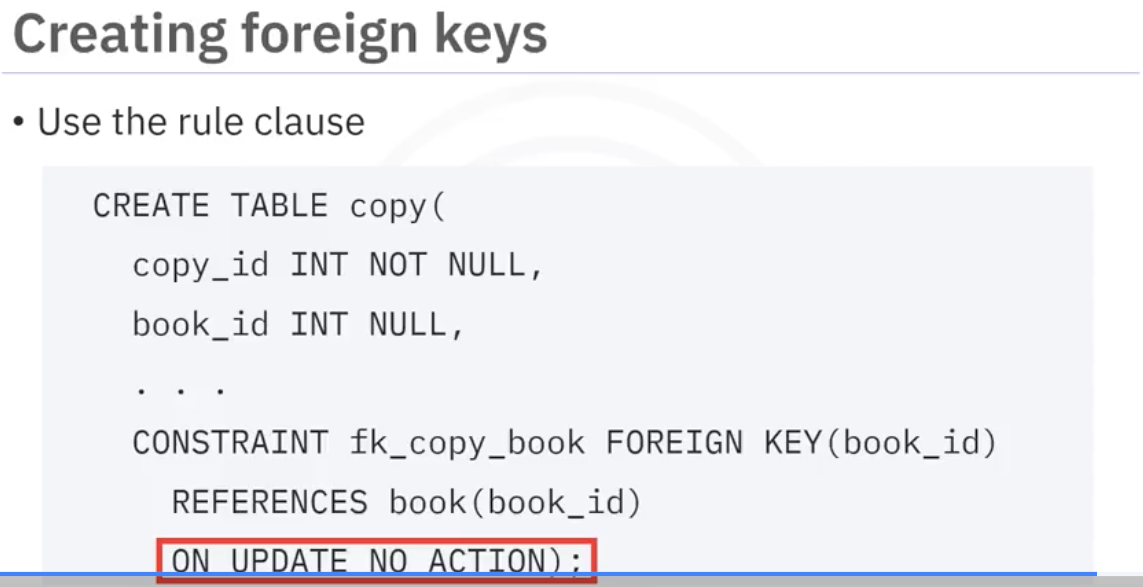 Creating foreign keys
• Use the rule clause
CREATE TABLE copy(
copy_id INT NOT NULL,
book_id INT NULL,
. . .
CONSTRAINT fk_copy_book FOREIGN KEY(book_id)
REFERENCES book(book_id)
ON UPDATE NO ACTION);